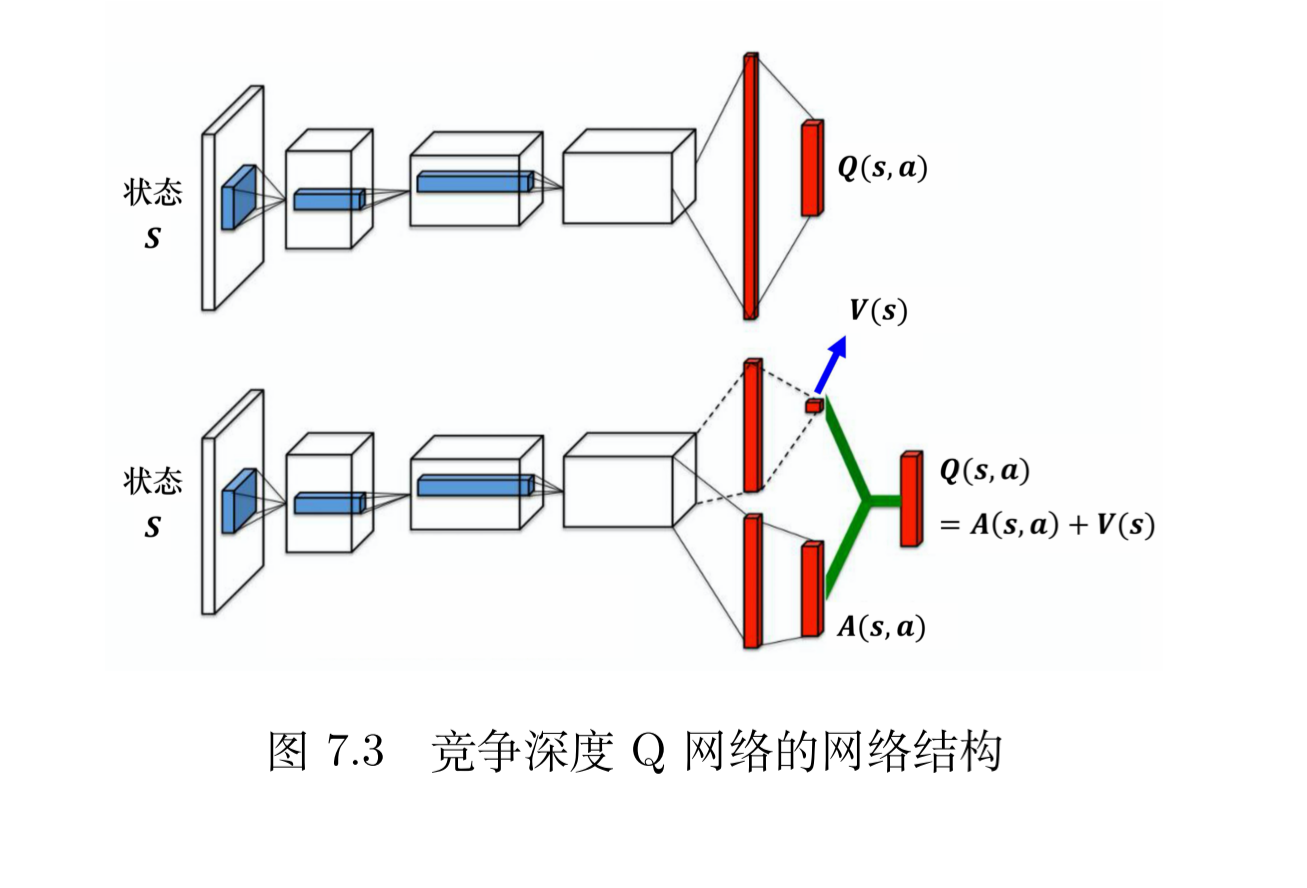 状态
S
Q(s,a)
V(s)
状态
S
Q(s,a)
= A(s,a) + V(s)
A(s,a)
图 7.3 竞争深度 Q 网络的网络结构